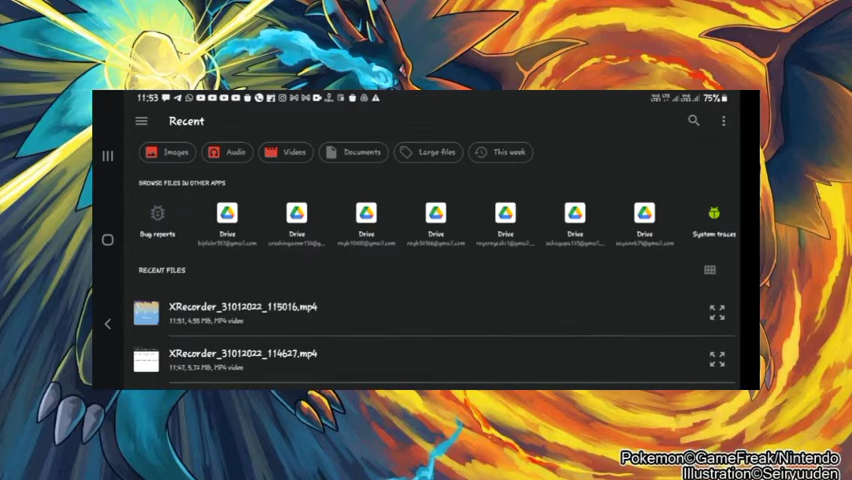 11:53
75%
Recent
Images
Audio
Videos
Documents
Large files
This week
BROWSE FILES IN OTHER APPS
Bug reports
Drive
Drive
Drive
Drive
Drive
Drive
Drive
System traces
RECENT FILES
XRecorder_31012022_115016.mp4
11:51, 4.55 MB, MP4 video
XRecorder_31012022_114627.mp4
11:47, 5.72 MB, MP4 video
Pokemon©GameFreak/Nintendo
Illustration©Seiryuuden